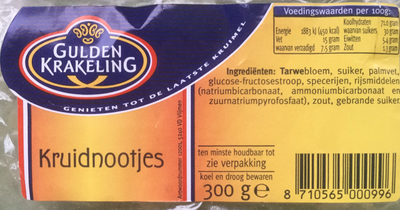 GULDEN
KRAKELING
GENIETEN TOT DE LAATSTE KRUIMEL
Kruidnootjes
Voedingswaarden per 100g:
Energie 1883 kJ (450 kcal)
Vet 15 gram
waarvan verzadigd 7,5 gram
Koolhydraten 71,0 gram
waarvan suikers 30 gram
Eiwitten 5,4 gram
Zout
Ingrediënten: Tarwebloem, suiker, palmvet,
glucose-fructosestroop, specerijen, rijsmiddelen
(natriumbicarbonaat, ammoniumbicarbonaat en
zuurnatriumpyrofosfaat), zout, gebrande suiker.
ten minste houdbaar tot
zie verpakking
koel en droog bewaren
300 g e
8 710565 000996